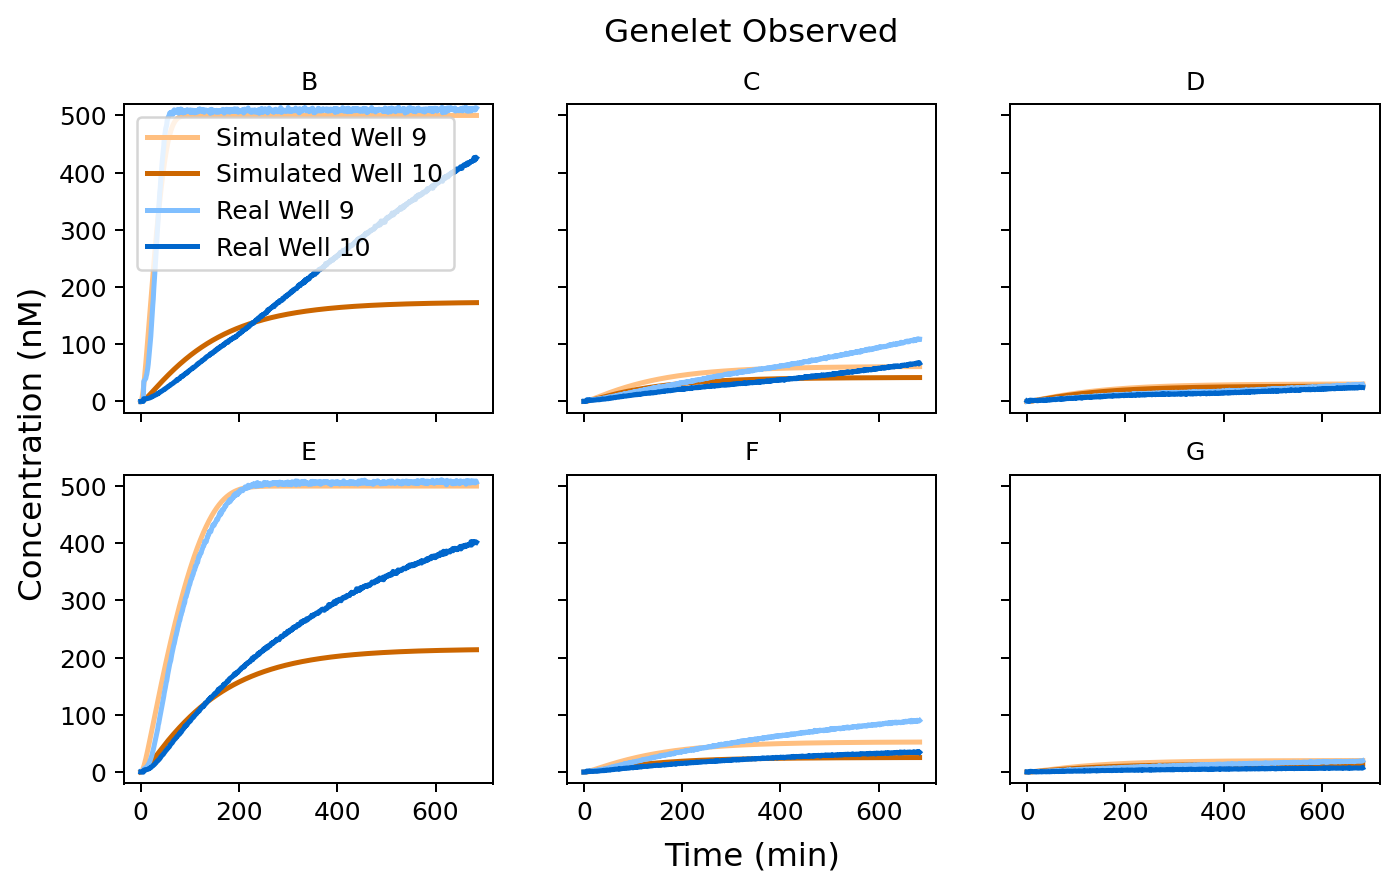 Genelet Observed
B
C
D
500
400
300
200
100
0
Simulated Well 9
Simulated Well 10
Real Well 9
Real Well 10
Concentration (nM)
E
F
G
500
400
300
200
100
0
0 200 400 600
0 200 400 600
0 200 400 600
Time (min)